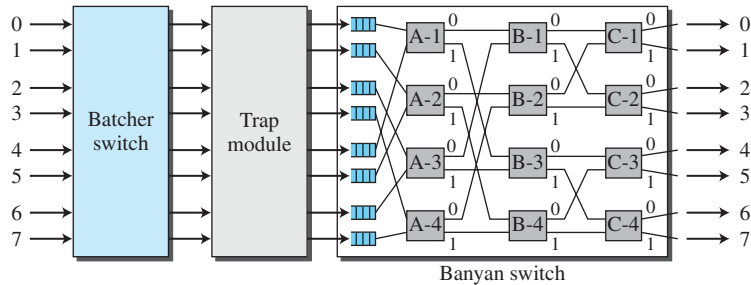 0 0 0 0 0
A-1 B-1 C-1
1 1 1 1 1
0 0 0
2 A-2 B-2 C-2 2
3 1 1 1 3
Batcher switch
Trap module
4 0 0 0 4
A-3 B-3 C-3
5 1 1 1 5
6 0 0 0 6
A-4 B-4 C-4
7 1 1 1 7
Banyan switch